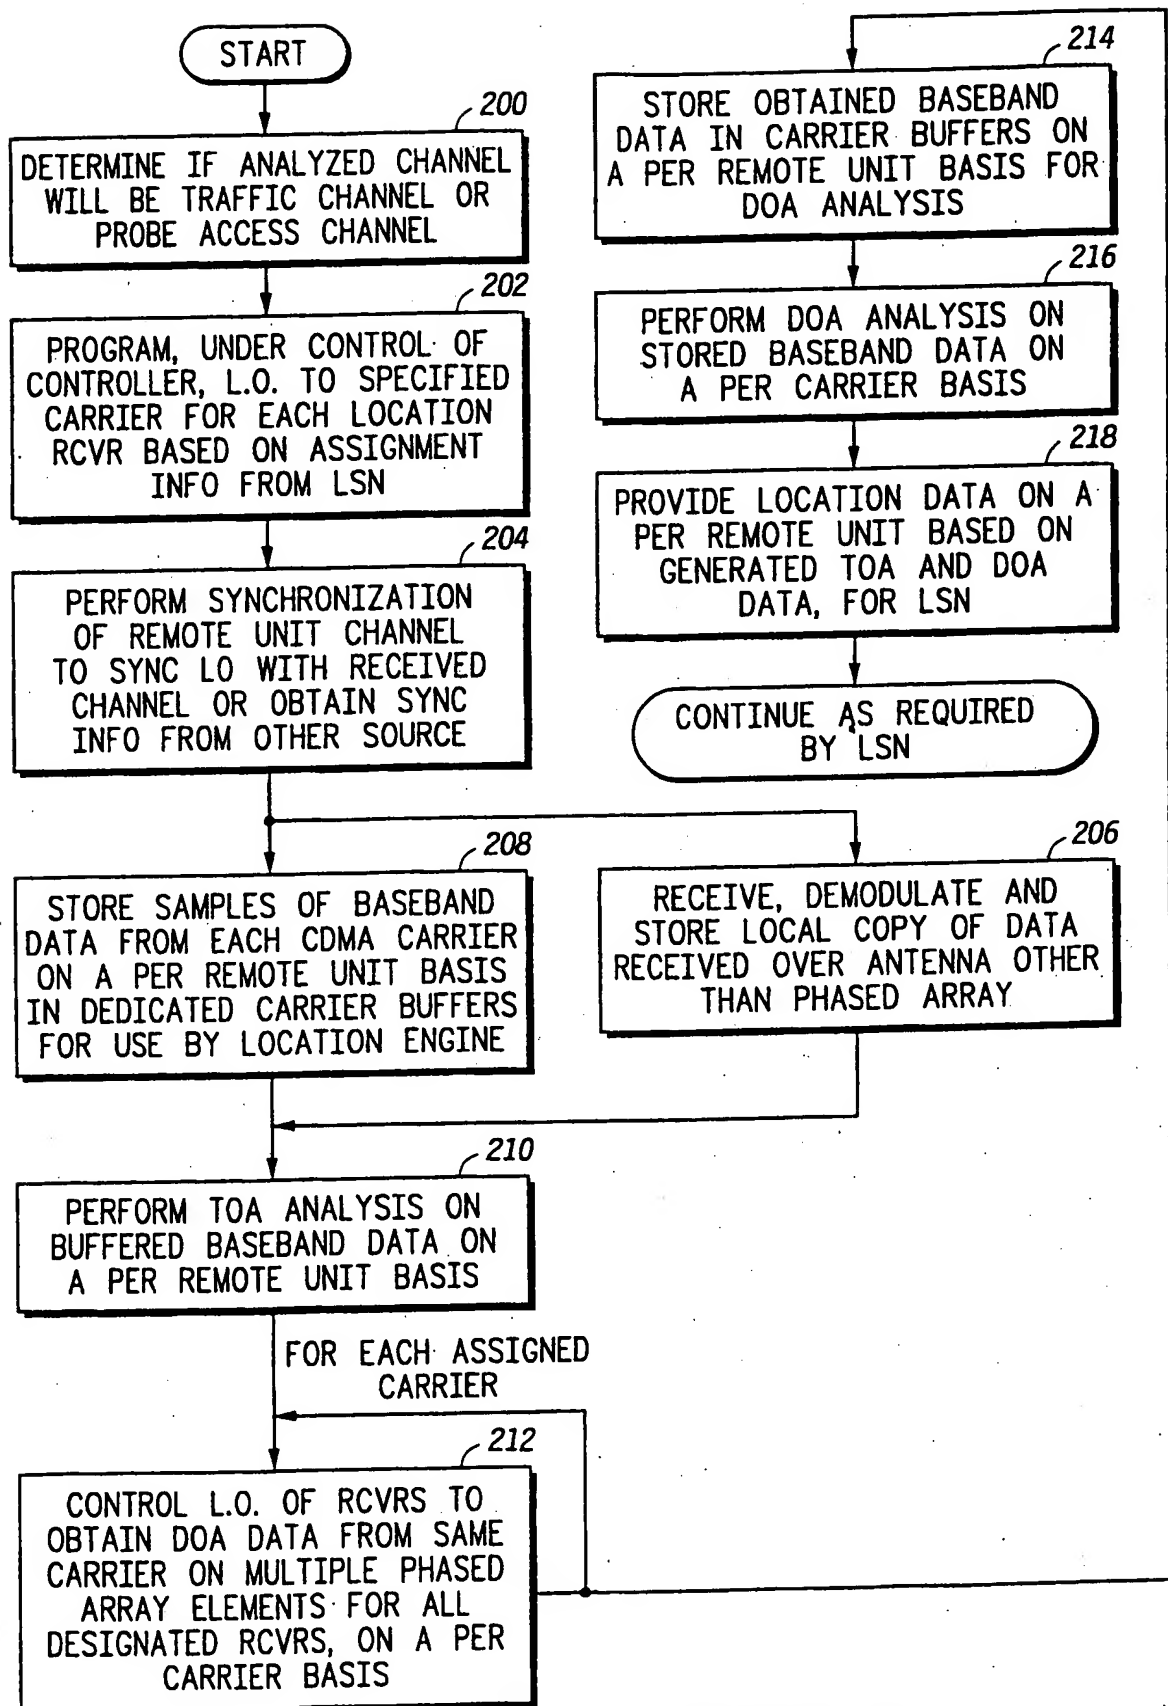 START
200
DETERMINE IF ANALYZED CHANNEL
WILL BE TRAFFIC CHANNEL OR
PROBE ACCESS CHANNEL
202
PROGRAM, UNDER CONTROL OF
CONTROLLER, L.O. TO SPECIFIED
CARRIER FOR EACH LOCATION
RCVR BASED ON ASSIGNMENT
INFO FROM LSN
204
PERFORM SYNCHRONIZATION
OF REMOTE UNIT CHANNEL
TO SYNC LO WITH RECEIVED
CHANNEL OR OBTAIN SYNC
INFO FROM OTHER SOURCE
208
STORE SAMPLES OF BASEBAND
DATA FROM EACH CDMA CARRIER
ON A PER REMOTE UNIT BASIS
IN DEDICATED CARRIER BUFFERS
FOR USE BY LOCATION ENGINE
206
RECEIVE, DEMODULATE AND
STORE LOCAL COPY OF DATA
RECEIVED OVER ANTENNA OTHER
THAN PHASED ARRAY
210
PERFORM TOA ANALYSIS ON
BUFFERED BASEBAND DATA ON
A PER REMOTE UNIT BASIS
FOR EACH ASSIGNED
CARRIER
212
CONTROL L.O. OF RCVRS TO
OBTAIN DOA DATA FROM SAME
CARRIER ON MULTIPLE PHASED
ARRAY ELEMENTS FOR ALL
DESIGNATED RCVRS, ON A PER
CARRIER BASIS
214
STORE OBTAINED BASEBAND
DATA IN CARRIER BUFFERS ON
A PER REMOTE UNIT BASIS FOR
DOA ANALYSIS
216
PERFORM DOA ANALYSIS ON
STORED BASEBAND DATA ON
A PER CARRIER BASIS
218
PROVIDE LOCATION DATA ON A
PER REMOTE UNIT BASED ON
GENERATED TOA AND DOA
DATA, FOR LSN
CONTINUE AS REQUIRED
BY LSN